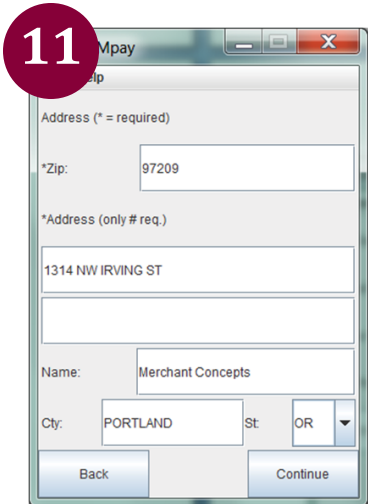 11
Mpay
elp
Address (* = required)
*Zip: 97209
*Address (only # req.)
1314 NW IRVING ST
Name: Merchant Concepts
Cty: PORTLAND St: OR
Back Continue